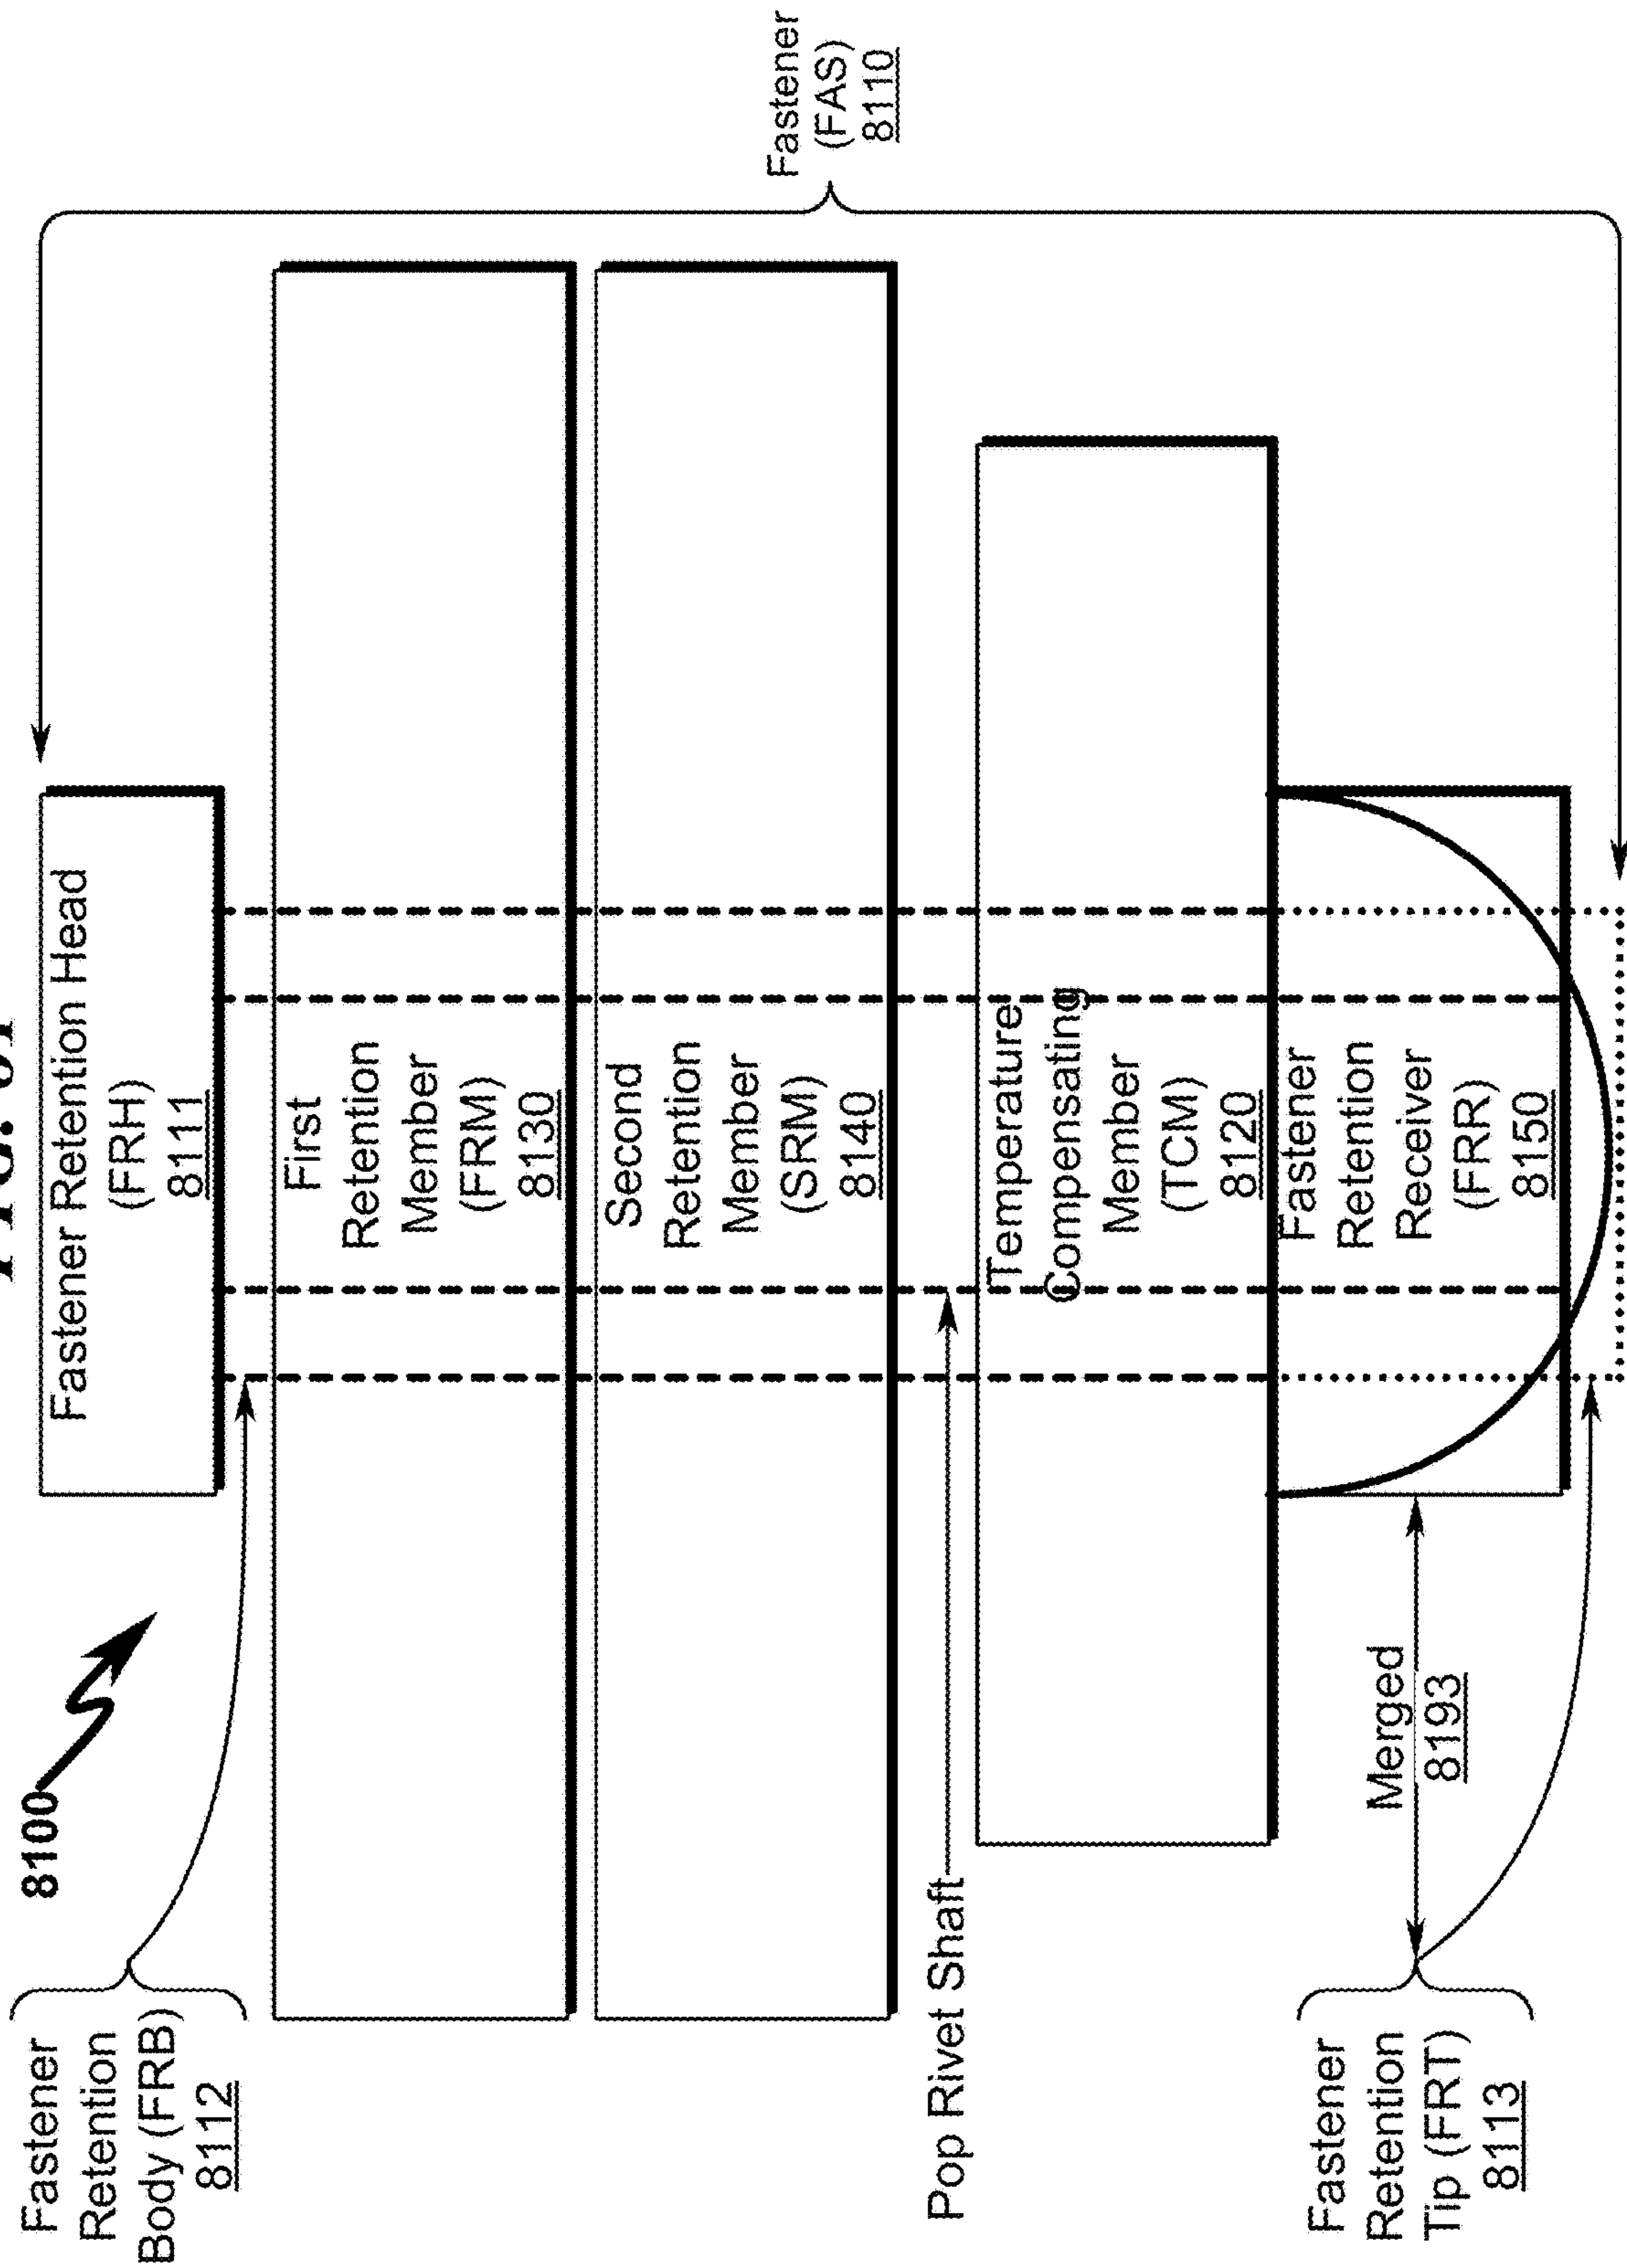 8100
Fastener
Retention
Body (FRB)
8112
Fastener Retention Head
(FRH)
8111
First
Retention
Member
(FRM)
8130
Second
Retention
Member
(SRM)
8140
Pop Rivet Shaft
Temperature
Compensating
Member
(TCM)
8120
Fastener
Retention
Receiver
(FRR)
8150
Merged
8193
Fastener
Retention
Tip (FRT)
8113
Fastener
(FAS)
8110